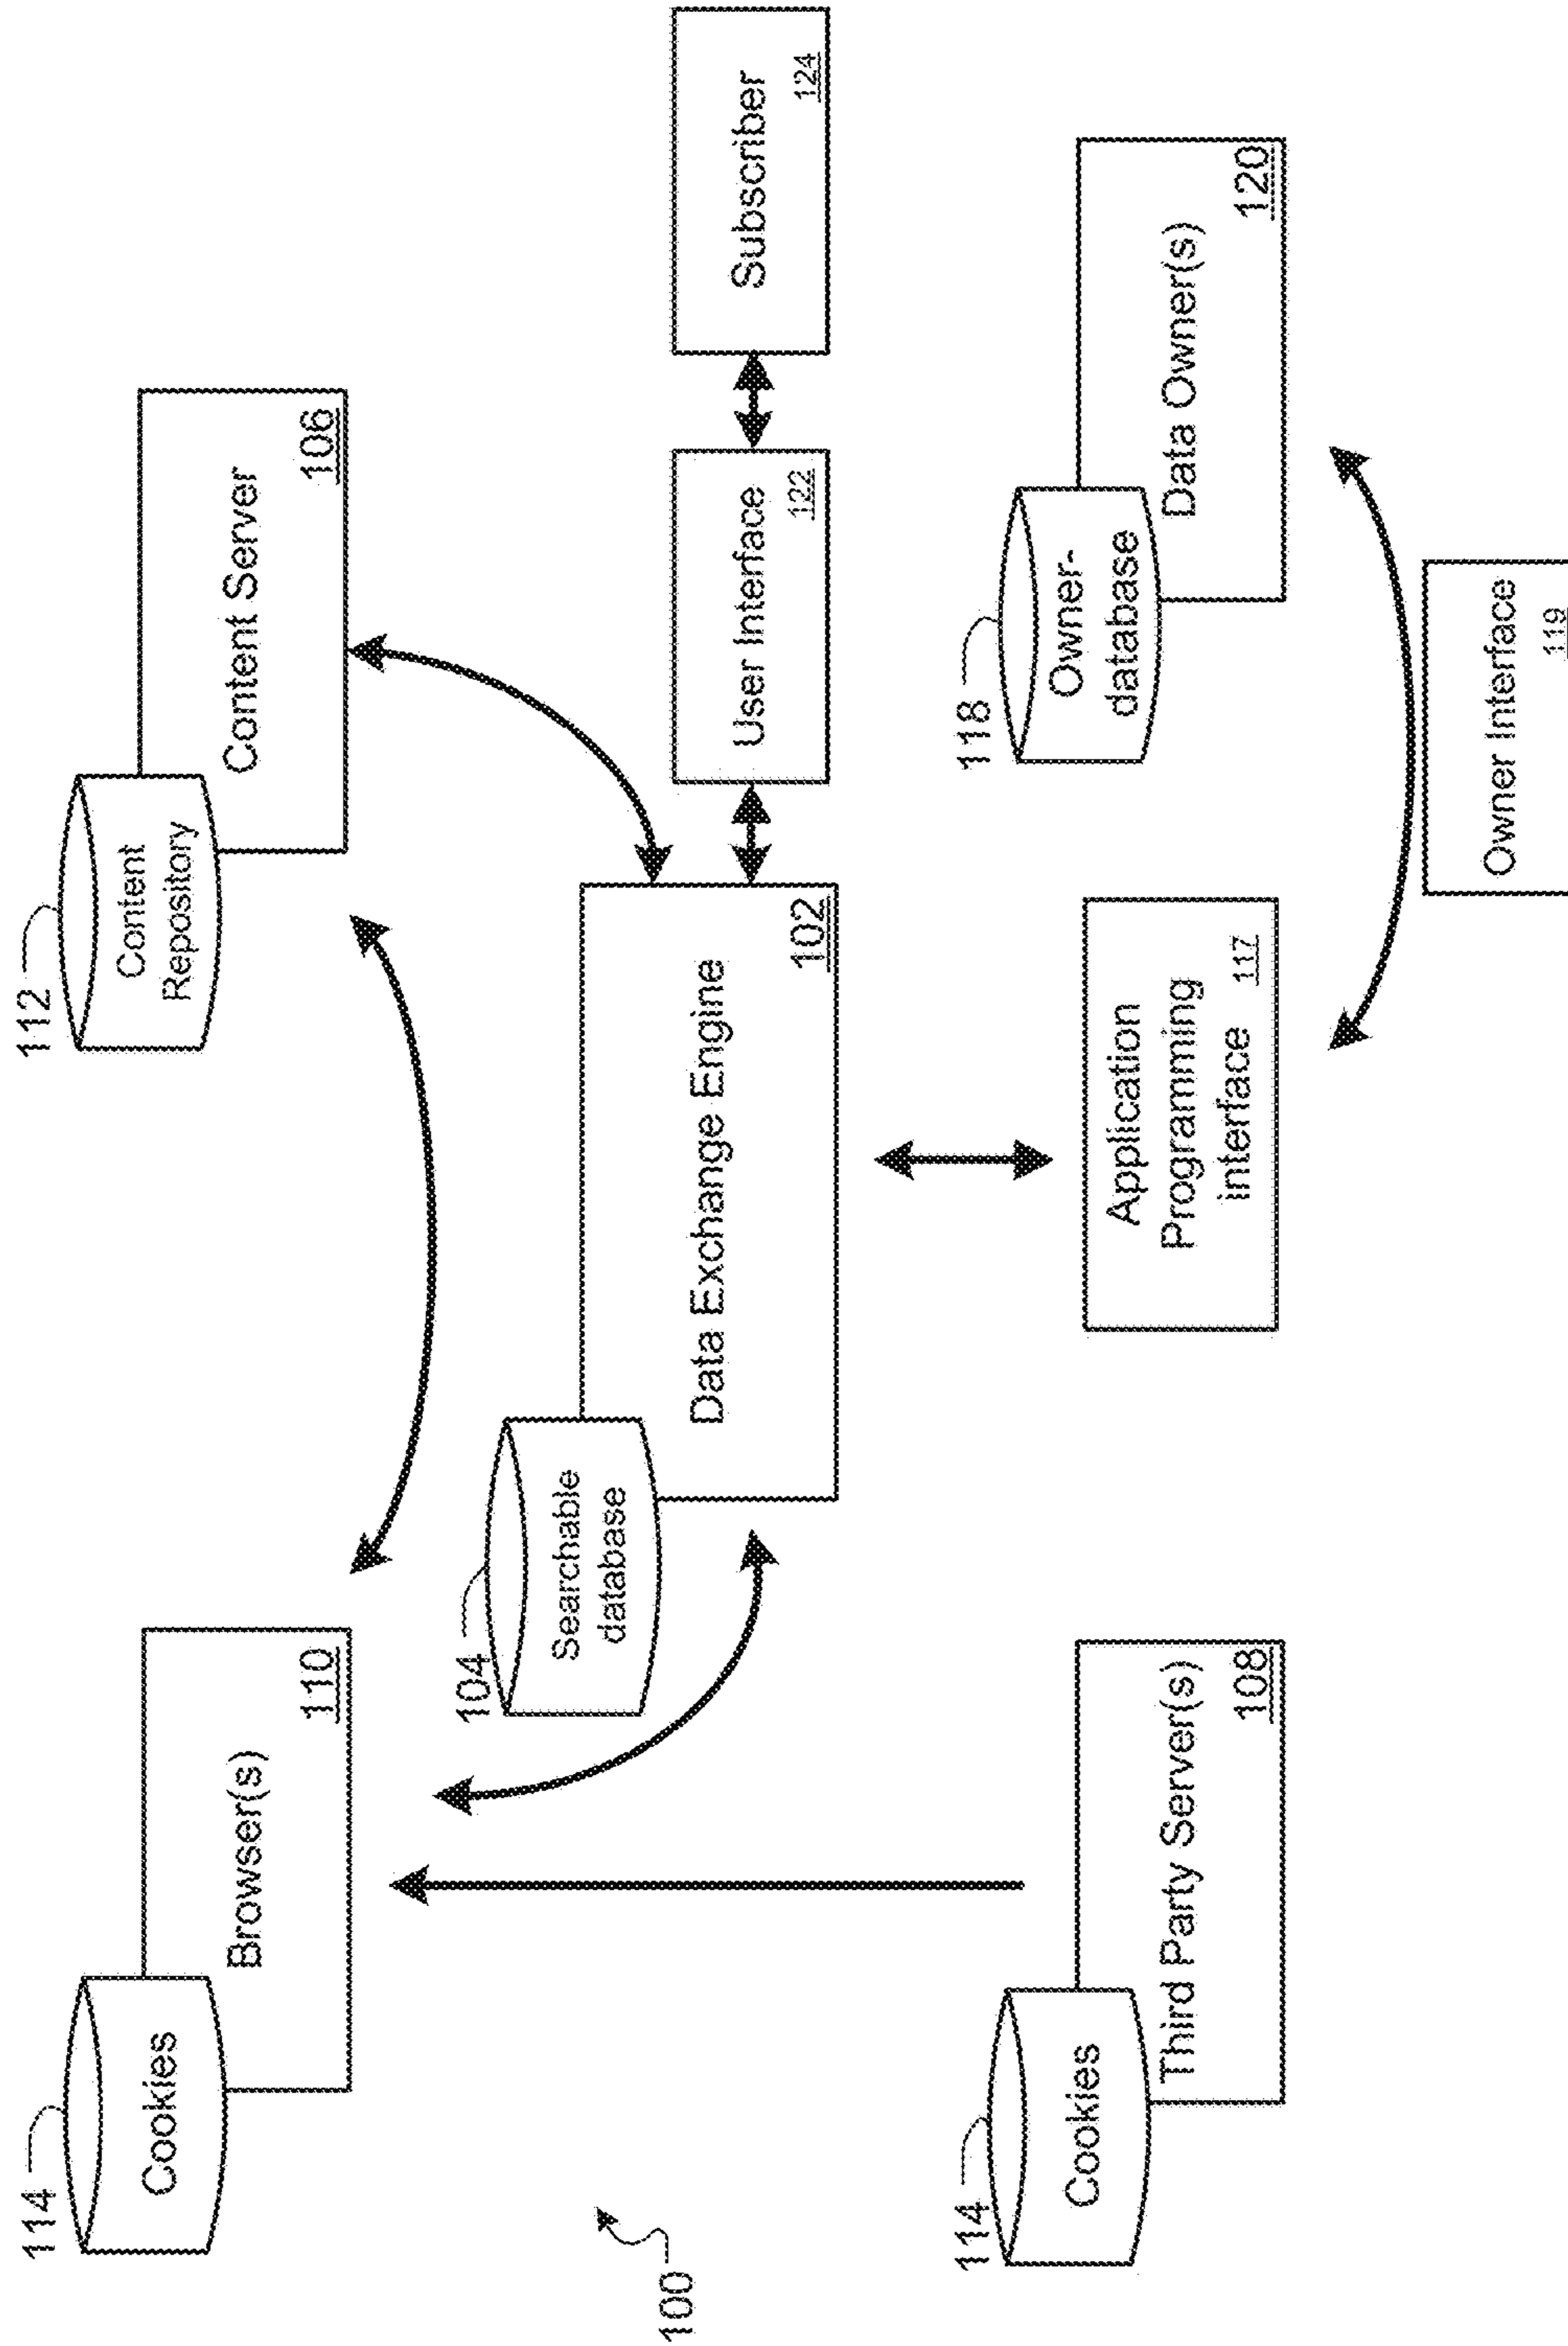 114
Cookies
Browser(s)
110
112
Content
Repository
Content Server
106
104
Searchable
database
Data Exchange Engine
102
User Interface
122
Subscriber
124
100
114
Cookies
Third Party Server(s)
108
Application
Programming
interface
117
118
Owner-
database
Data Owner(s)
120
Owner Interface
119